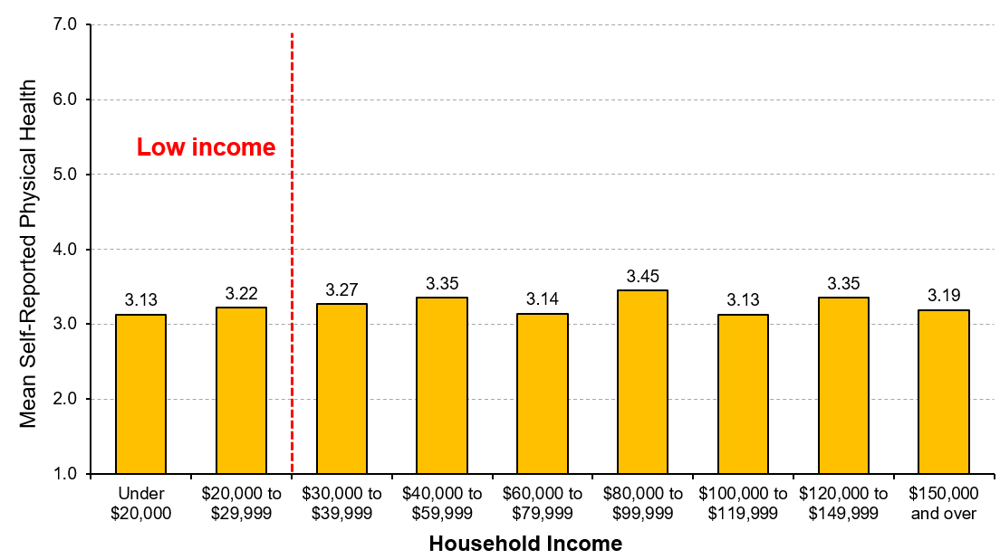 Mean Self-Reported Physical Health
7.0
6.0
5.0
4.0
3.0
2.0
1.0
Low income
3.13
3.22
3.27
3.35
3.14
3.45
3.13
3.35
3.19
Under
$20,000
$20,000 to
$29,999
$30,000 to
$39,999
$40,000 to
$59,999
$60,000 to
$79,999
$80,000 to
$99,999
$100,000 to
$119,999
$120,000 to
$149,999
$150,000
and over
Household Income